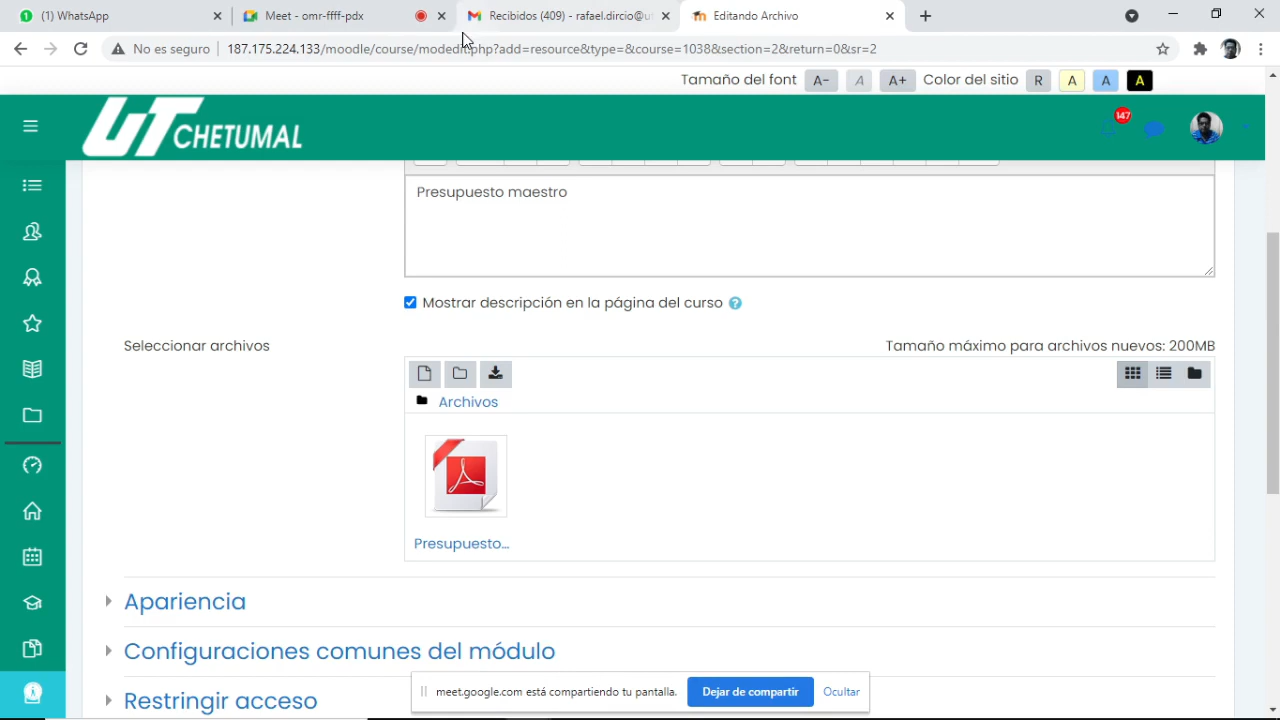 (1) WhatsApp
Meet - omr-ffff-pdx
Recibidos (409) - rafael.dircio@u
Editando Archivo
No es seguro
187.175.224.133/moodle/course/modedit.php?add=resource&type=&course=1038&section=2&return=0&sr=2
Tamaño del font A- A A+ Color del sitio R A A A
UT CHETUMAL
147
Presupuesto maestro
Mostrar descripción en la página del curso ?
Seleccionar archivos
Tamaño máximo para archivos nuevos: 200MB
Archivos
Presupuesto...
Apariencia
Configuraciones comunes del módulo
meet.google.com está compartiendo tu pantalla. Dejar de compartir Ocultar
Restringir acceso